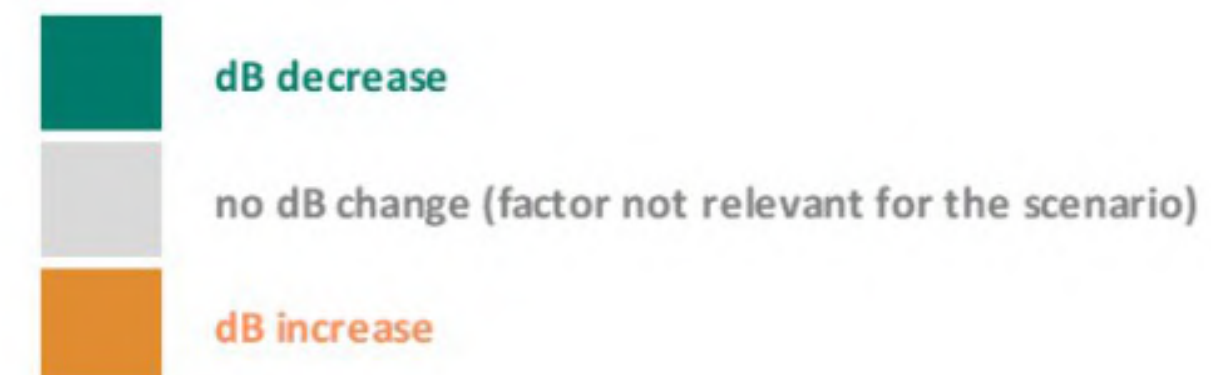 dB decrease
no dB change (factor not relevant for the scenario)
dB increase